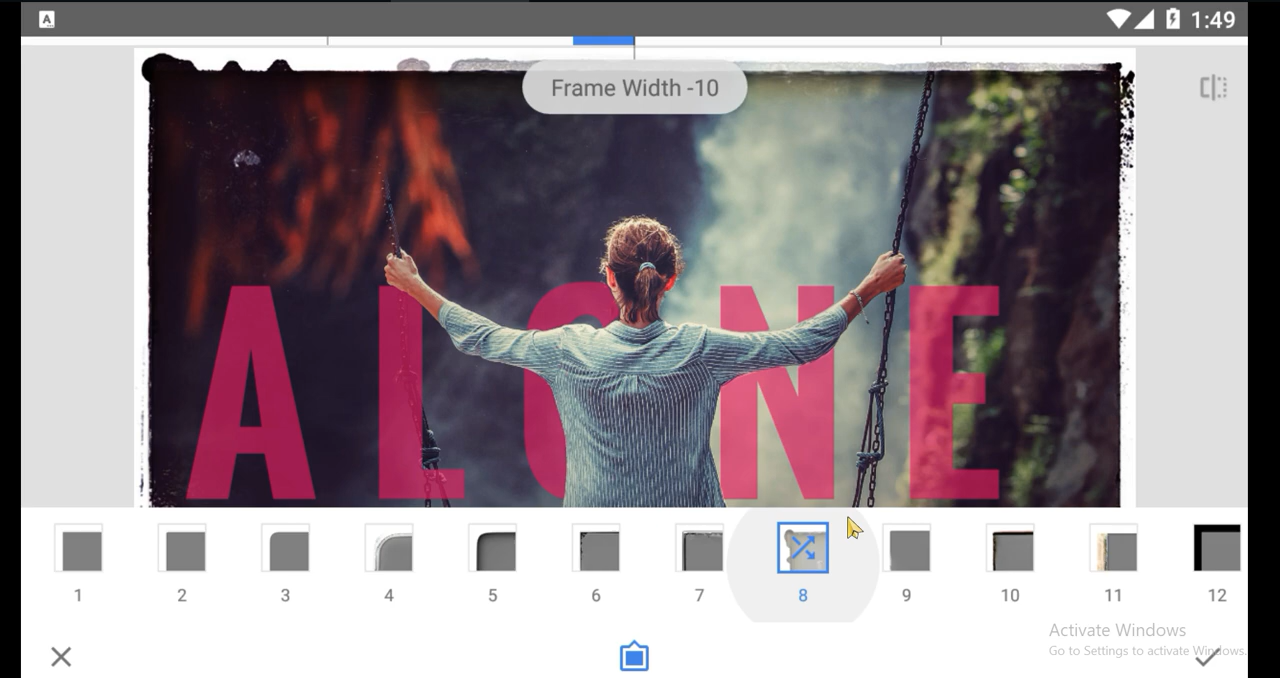 A
1:49
Frame Width -10
ALONE
1 2 3 4 5 6 7 8 9 10 11 12
Activate Windows
Go to Settings to activate Windows.